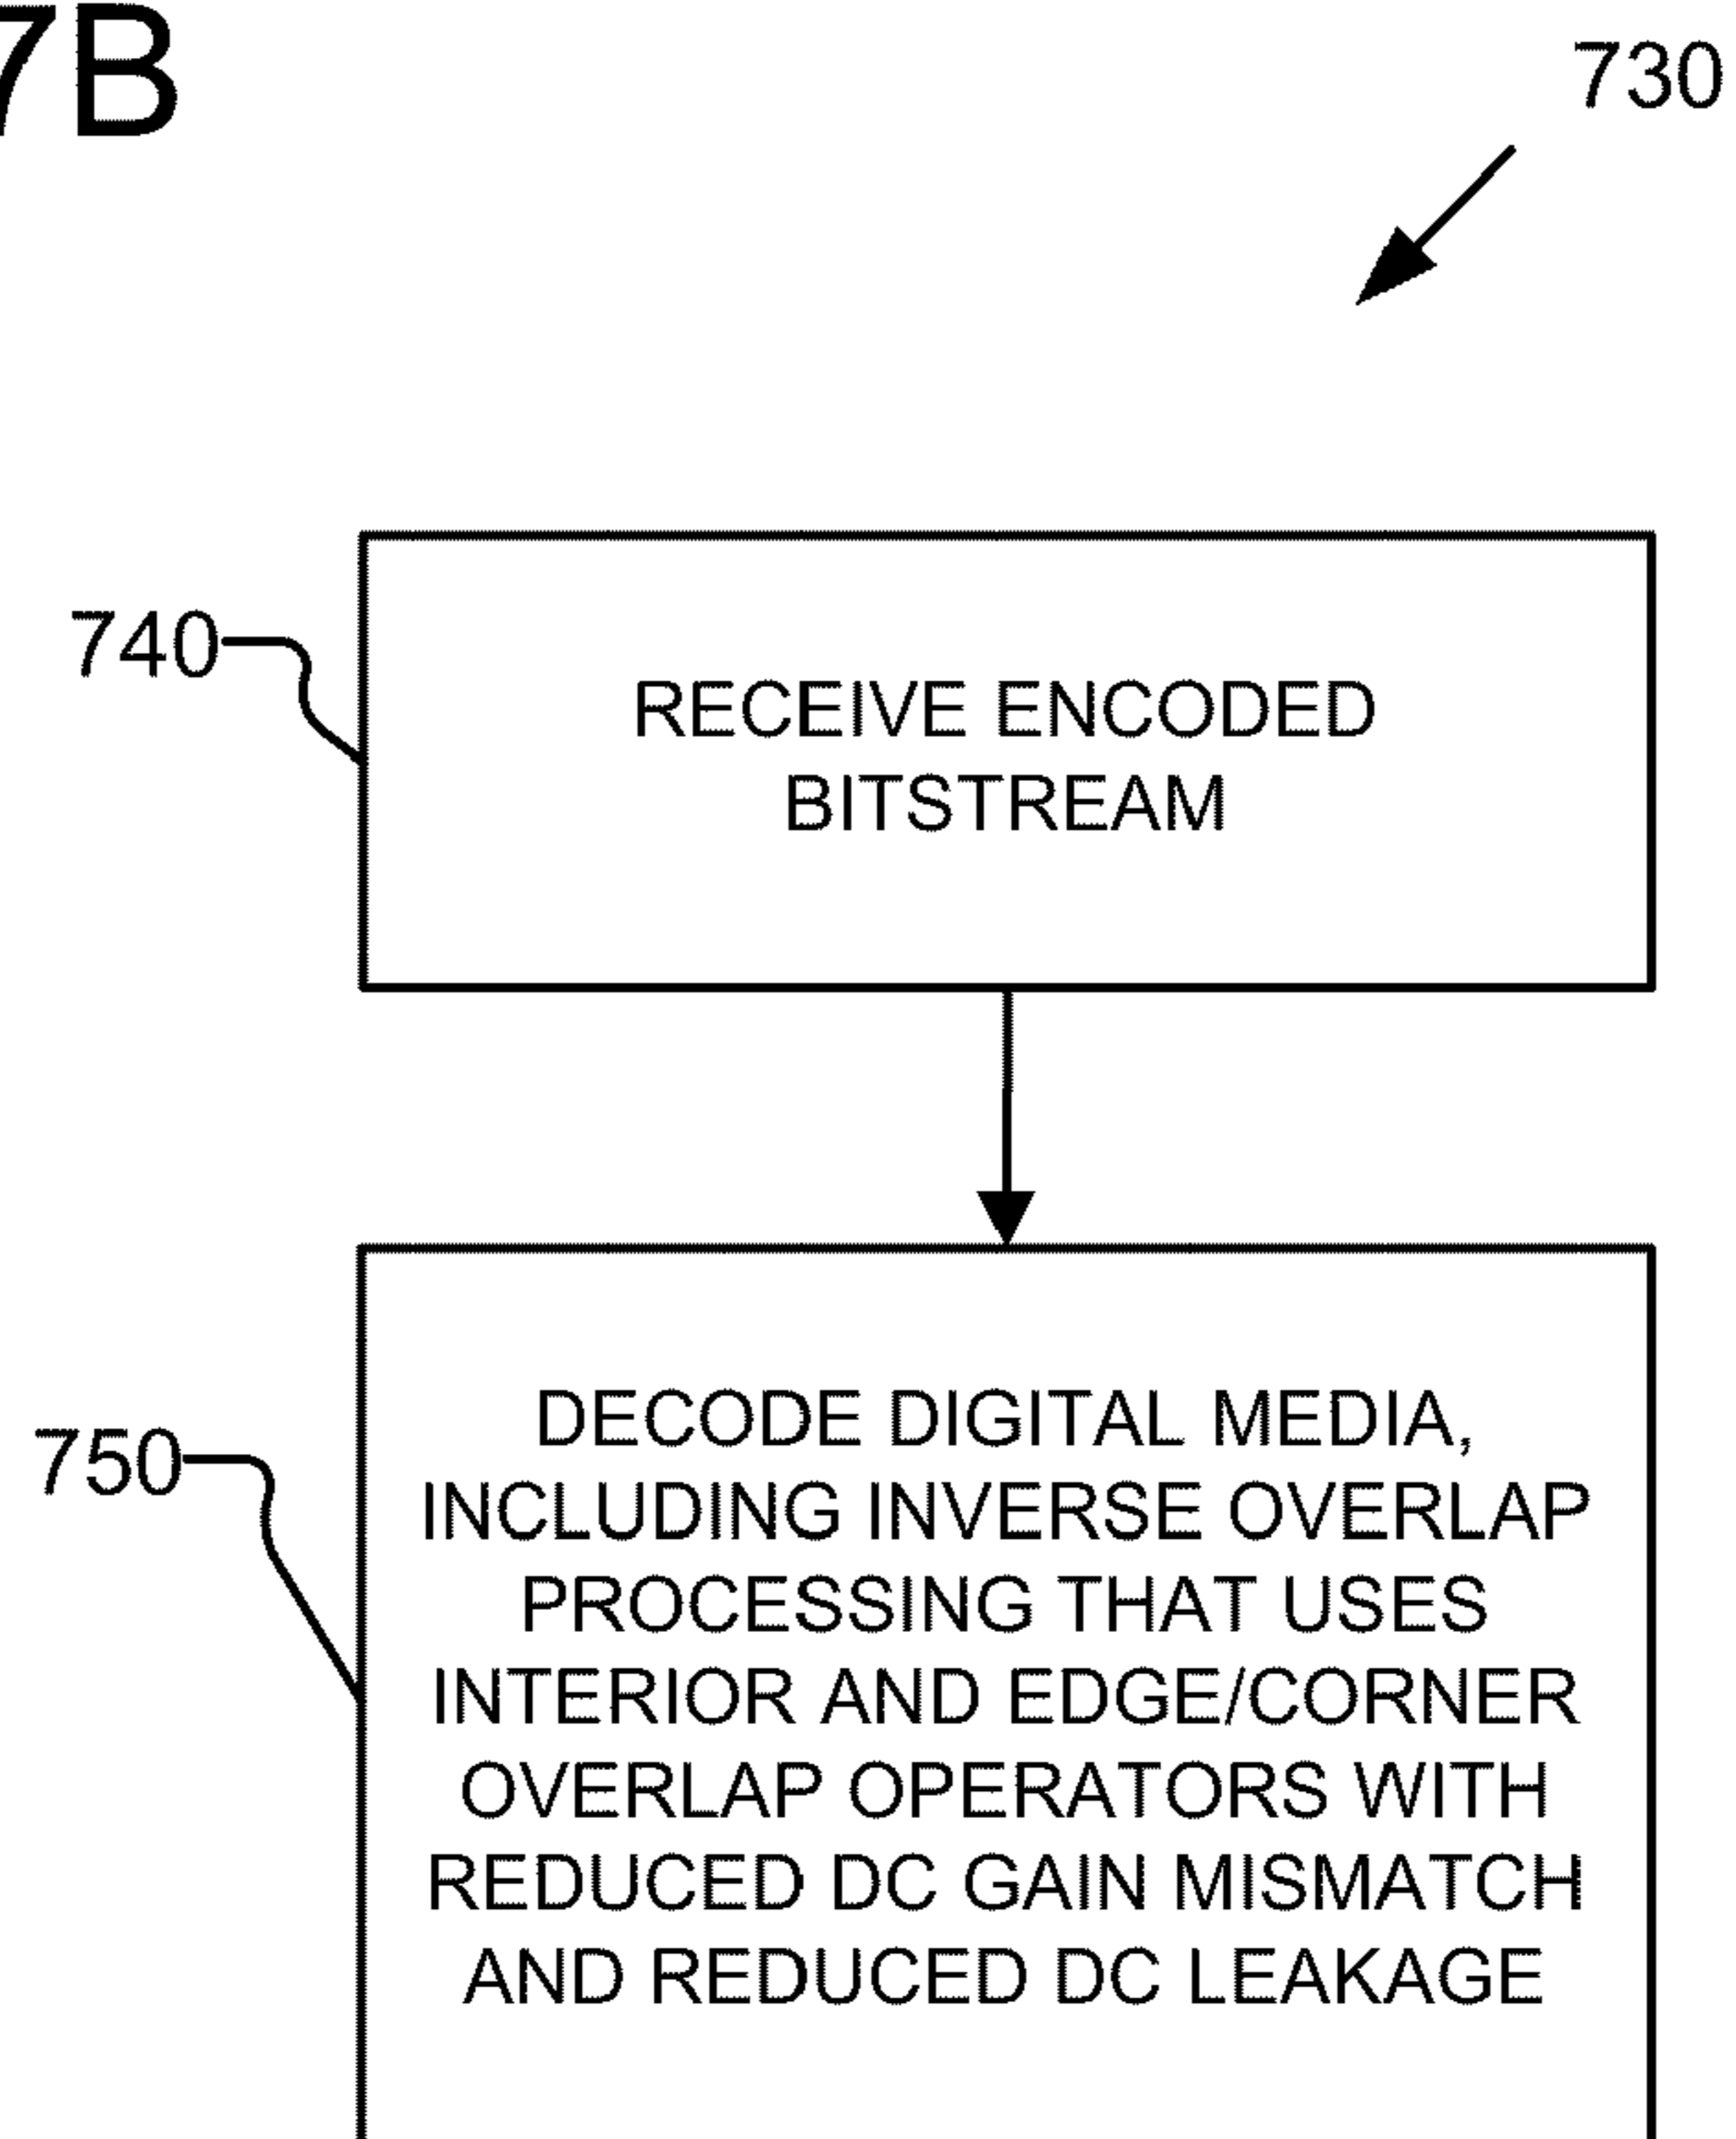 7B
730
740
RECEIVE ENCODED
BITSTREAM
750
DECODE DIGITAL MEDIA,
INCLUDING INVERSE OVERLAP
PROCESSING THAT USES
INTERIOR AND EDGE/CORNER
OVERLAP OPERATORS WITH
REDUCED DC GAIN MISMATCH
AND REDUCED DC LEAKAGE